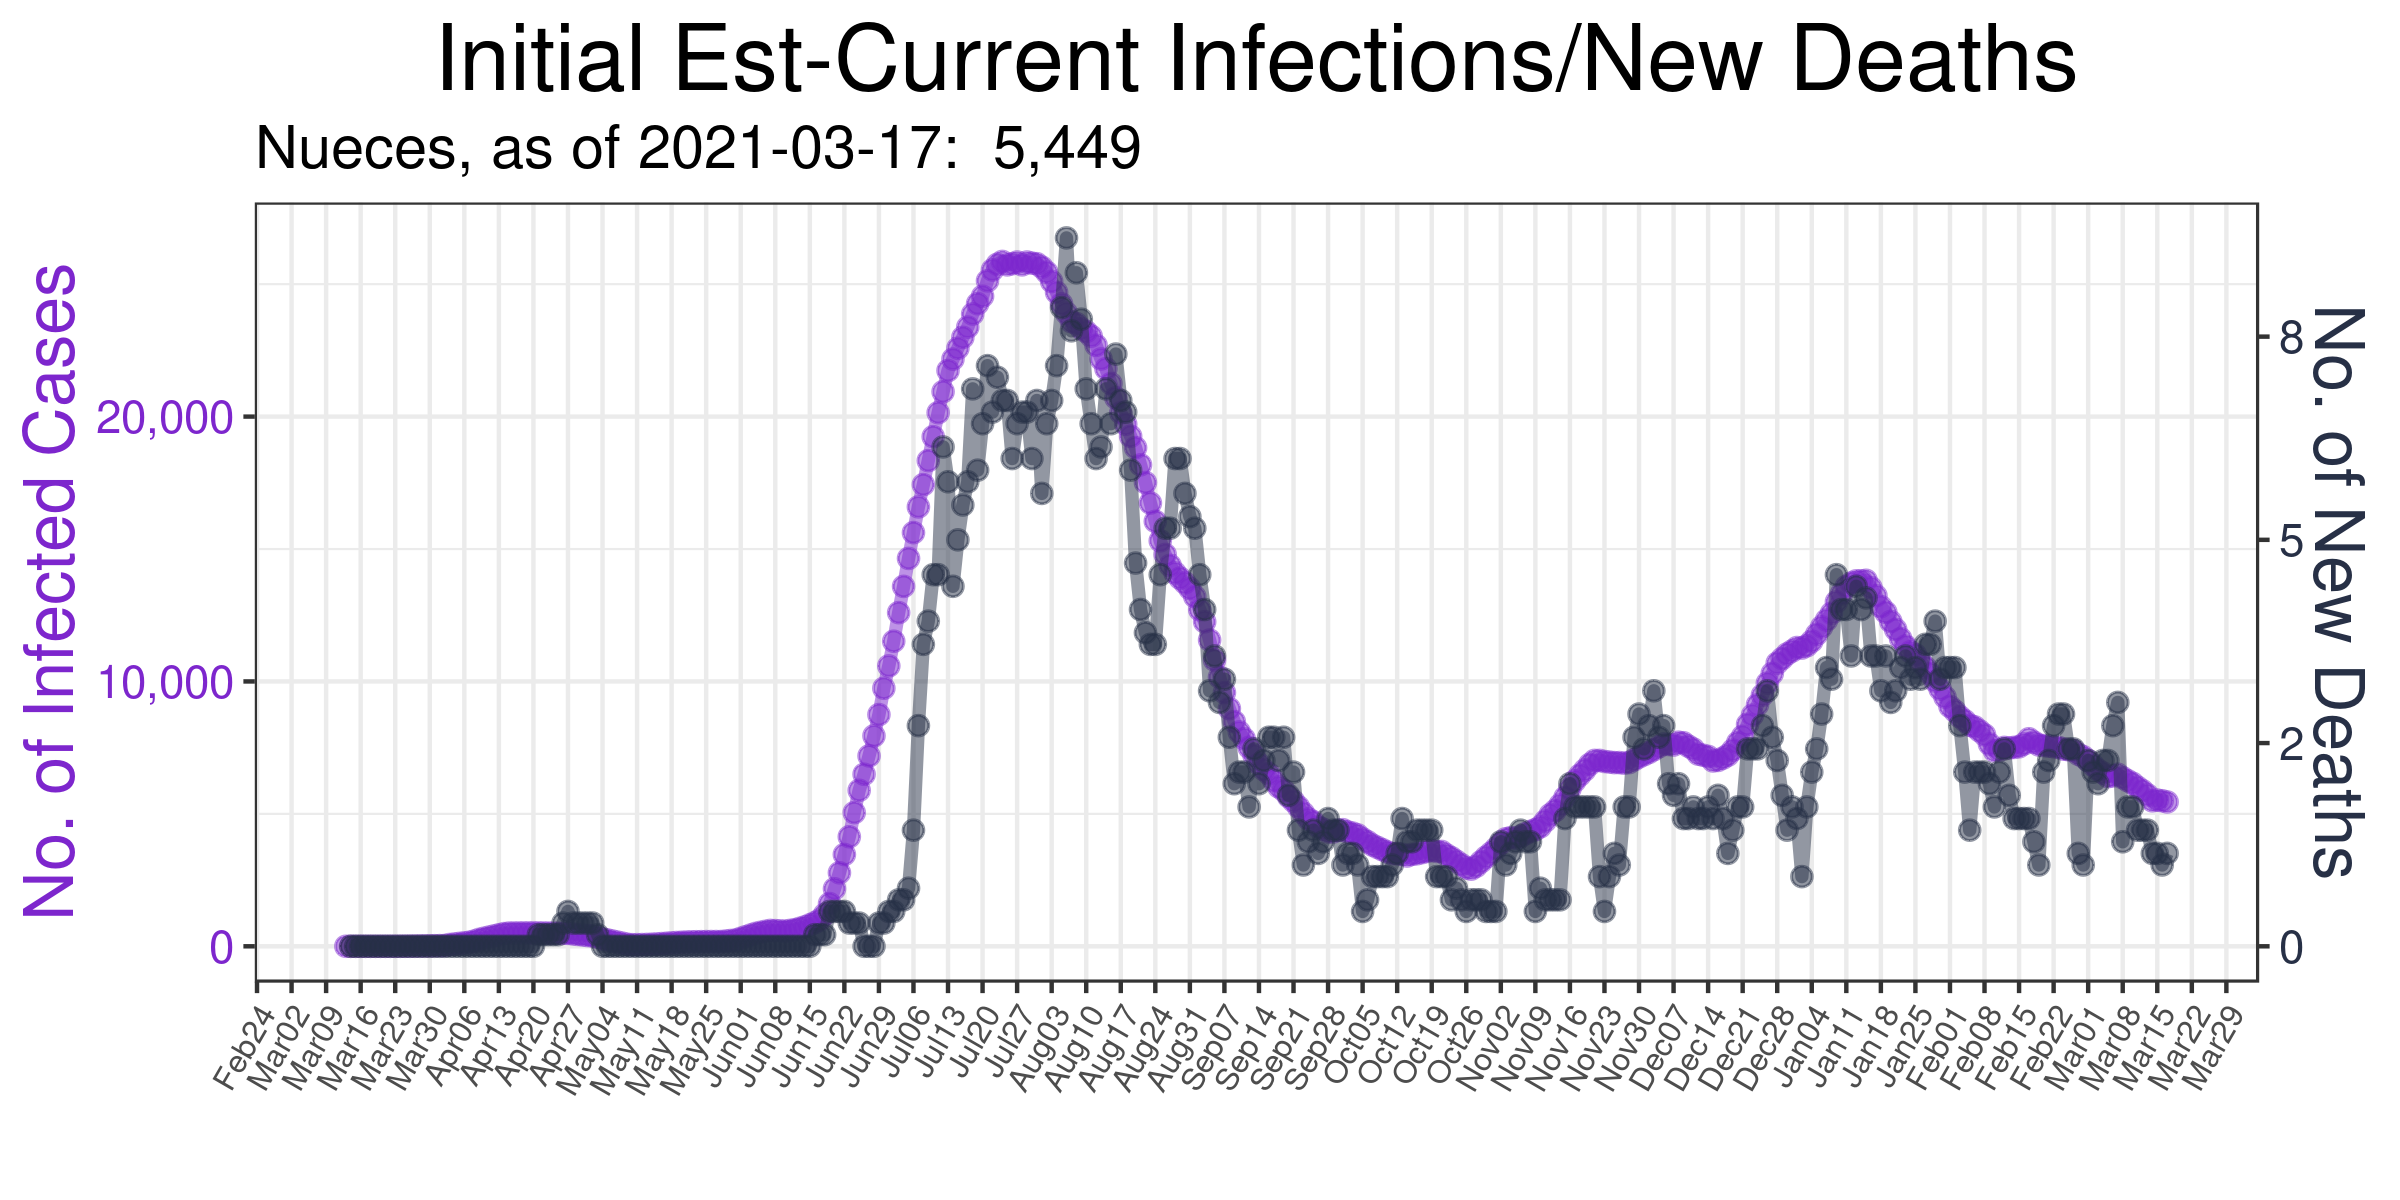 Initial Est-Current Infections/New Deaths
Nueces, as of 2021-03-17:  5,449
No. of Infected Cases
20,000
10,000
0
No. of New Deaths
8
5
2
0
Feb24
Mar02
Mar09
Mar16
Mar23
Mar30
Apr06
Apr13
Apr20
Apr27
May04
May11
May18
May25
Jun01
Jun08
Jun15
Jun22
Jun29
Jul06
Jul13
Jul20
Jul27
Aug03
Aug10
Aug17
Aug24
Aug31
Sep07
Sep14
Sep21
Sep28
Oct05
Oct12
Oct19
Oct26
Nov02
Nov09
Nov16
Nov23
Nov30
Dec07
Dec14
Dec21
Dec28
Jan04
Jan11
Jan18
Jan25
Feb01
Feb08
Feb15
Feb22
Mar01
Mar08
Mar15
Mar22
Mar29